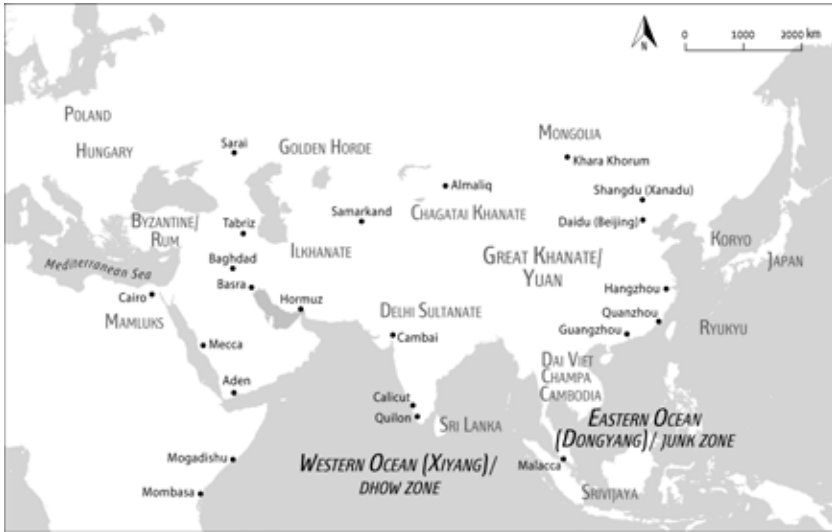 N
0 1000 2000 km
POLAND
HUNGARY
Sarai
GOLDEN HORDE
MONGOLIA
Khara Khorum
Almaliq
Shangdu (Xanadu)
Samarkand
CHAGATAI KHANATE
Daidu (Beijing)
BYZANTINE/
RUM
Tabriz
ILKHANATE
KORYO
JAPAN
GREAT KHANATE/
YUAN
Mediterranean Sea
Baghdad
Basra
Hangzhou
Cairo
Hormuz
MAMLUKS
DELHI SULTANATE
Quanzhou
RYUKYU
Guangzhou
Cambai
Mecca
DAI VIET
CHAMPA
CAMBODIA
Aden
Calicut
Quilon
SRI LANKA
EASTERN OCEAN
(DONGYANG)/ JUNK ZONE
Mogadishu
WESTERN OCEAN (XIYANG)/
DHOW ZONE
Malacca
Mombasa
SRIVIJAYA